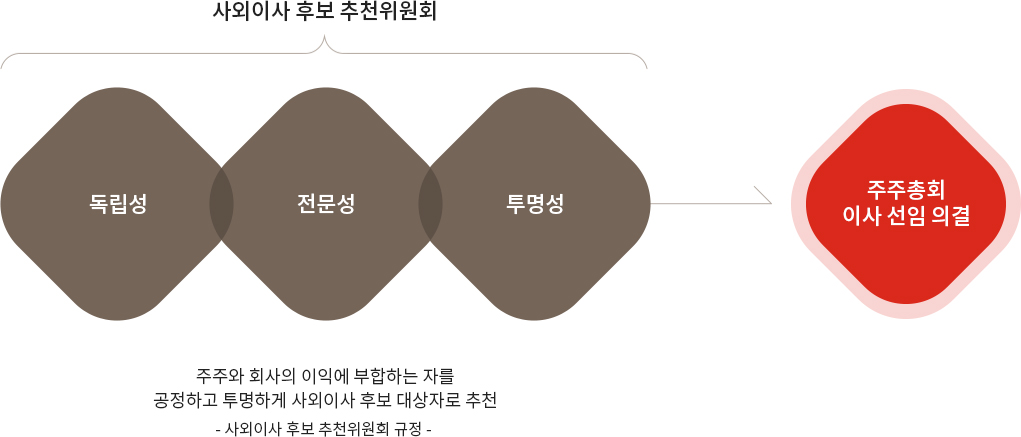 사외이사 후보 추천위원회
독립성
전문성
투명성
주주총회
이사 선임 의결
주주와 회사의 이익에 부합하는 자를
공정하고 투명하게 사외이사 후보 대상자로 추천
- 사외이사 후보 추천위원회 규정 -